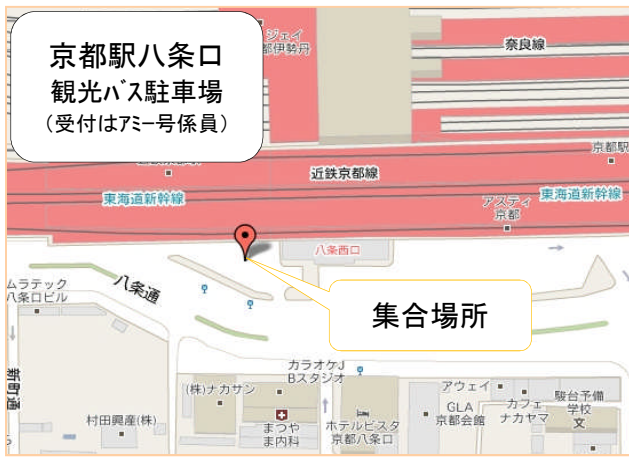 京都駅八条口
観光バス駐車場
(受付はアミー号係員)
ジェイ
都伊勢丹
奈良線
京都駅
近鉄京都線
東海道新幹線
東海道新幹線
アスティ
京都
八条西口
ムラテック
八条口ビル
八条通
集合場所
新町通
カラオケJ
Bスタジオ
(株)ナカサン
村田興産(株)
まつや
ま内科
ホテルビスタ
京都八条口
アウェイ
GLA
京都会館
カフェ
ナカヤマ
駿台予備
学校
文